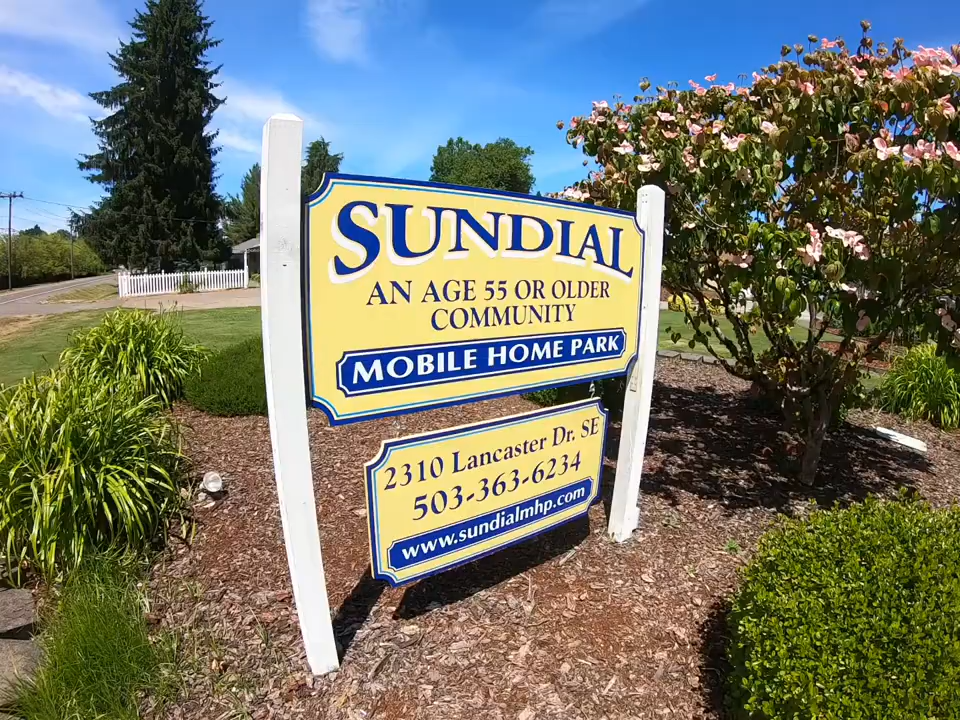 SUNDIAL
AN AGE 55 OR OLDER
COMMUNITY
MOBILE HOME PARK
2310 Lancaster Dr. SE
503-363-6234
www.sundialmhp.com